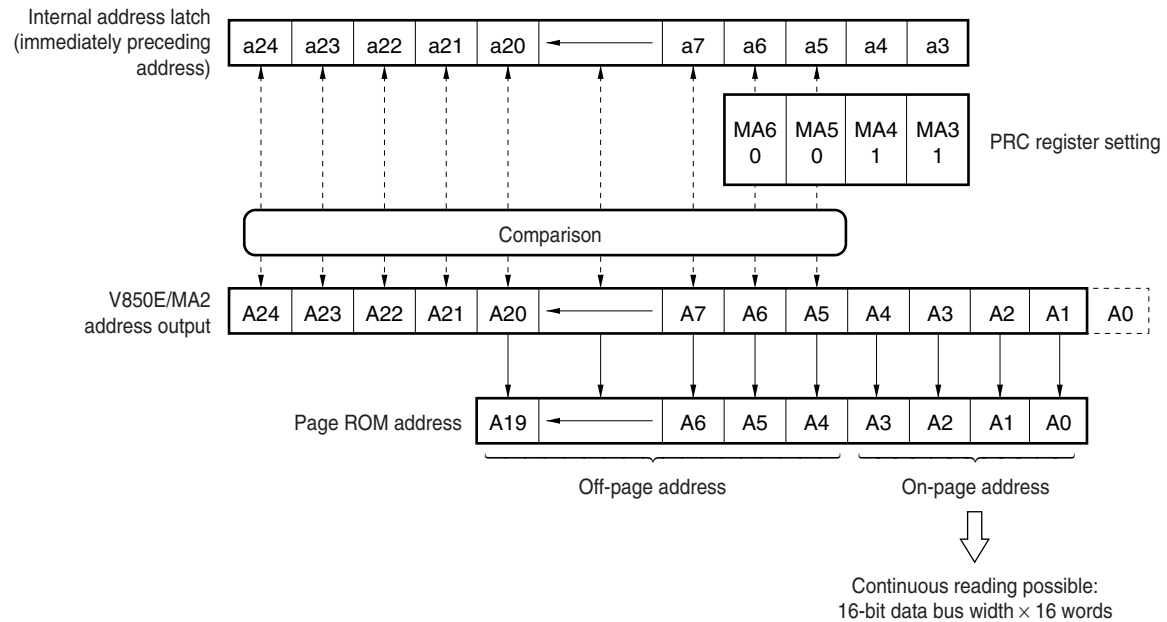 Internal address latch
(immediately preceding
address)
a24 a23 a22 a21 a20 a7 a6 a5 a4 a3
MA6 MA5 MA4 MA3
0 0 1 1
PRC register setting
Comparison
V850E/MA2
address output
A24 A23 A22 A21 A20 A7 A6 A5 A4 A3 A2 A1 A0
Page ROM address
A19 A6 A5 A4 A3 A2 A1 A0
Off-page address
On-page address
Continuous reading possible:
16-bit data bus width × 16 words